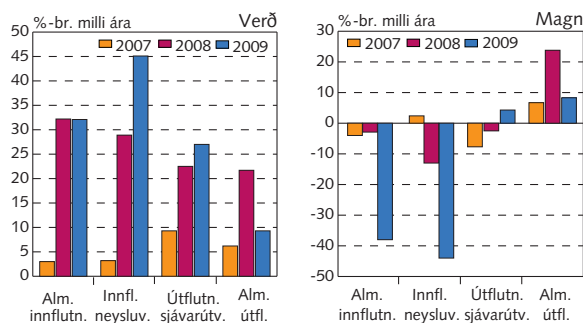 %-br. milli ára
Verð
2007
2008
2009
50
45
40
35
30
25
20
15
10
5
0
Alm.
innflutn.
Innfl.
neysluv.
Útflutn.
sjávarútv.
Alm.
útfl.
%-br. milli ára
Magn
2007
2008
2009
30
20
10
0
-10
-20
-30
-40
-50
Alm.
innflutn.
Innfl.
neysluv.
Útflutn.
sjávarútv.
Alm.
útfl.